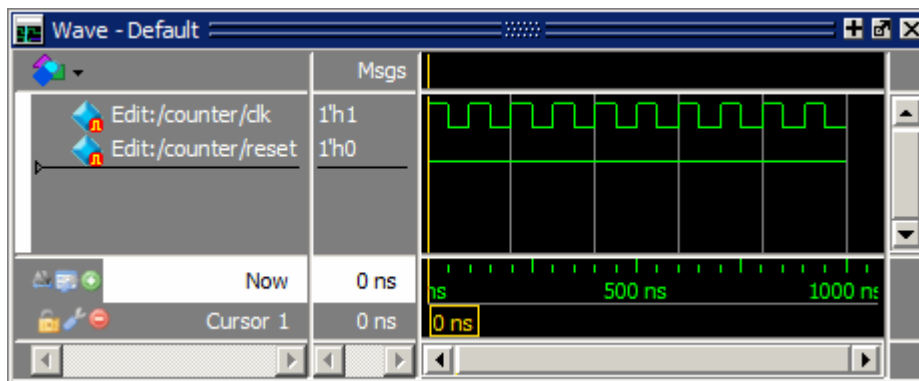 Wave - Default
Msgs
Edit:/counter/clk 1'h1
Edit:/counter/reset 1'h0
Now 0 ns
ns 500 ns 1000 ns
Cursor 1 0 ns 0 ns